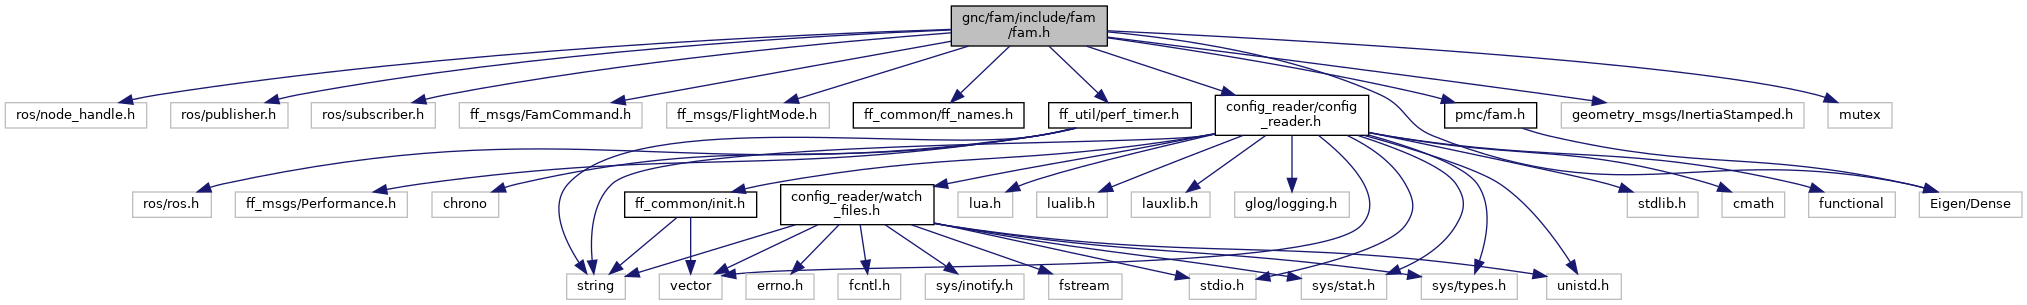 gnc/fam/include/fam
/fam.h
ros/node_handle.h
ros/publisher.h
ros/subscriber.h
ff_msgs/FamCommand.h
ff_msgs/FlightMode.h
ff_common/ff_names.h
ff_util/perf_timer.h
config_reader/config
_reader.h
pmc/fam.h
geometry_msgs/InertiaStamped.h
mutex
ros/ros.h
ff_msgs/Performance.h
chrono
ff_common/init.h
config_reader/watch
_files.h
lua.h
lualib.h
lauxlib.h
glog/logging.h
stdlib.h
cmath
functional
Eigen/Dense
string
vector
errno.h
fcntl.h
sys/inotify.h
fstream
stdio.h
sys/stat.h
sys/types.h
unistd.h